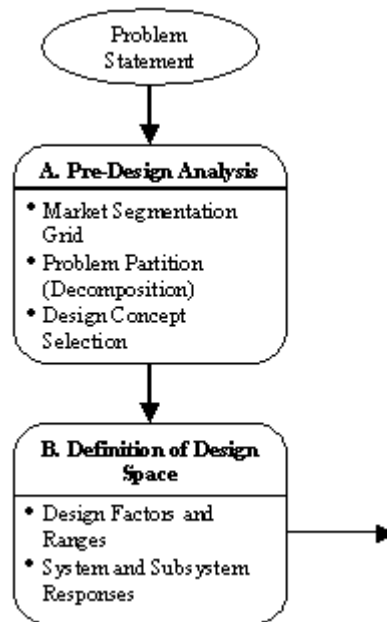 Problem
Statement
A. Pre-Design Analysis
• Market Segmentation
Grid
• Problem Partition
(Decomposition)
• Design Concept
Selection
B. Definition of Design
Space
• Design Factors and
Ranges
• System and Subsystem
Responses